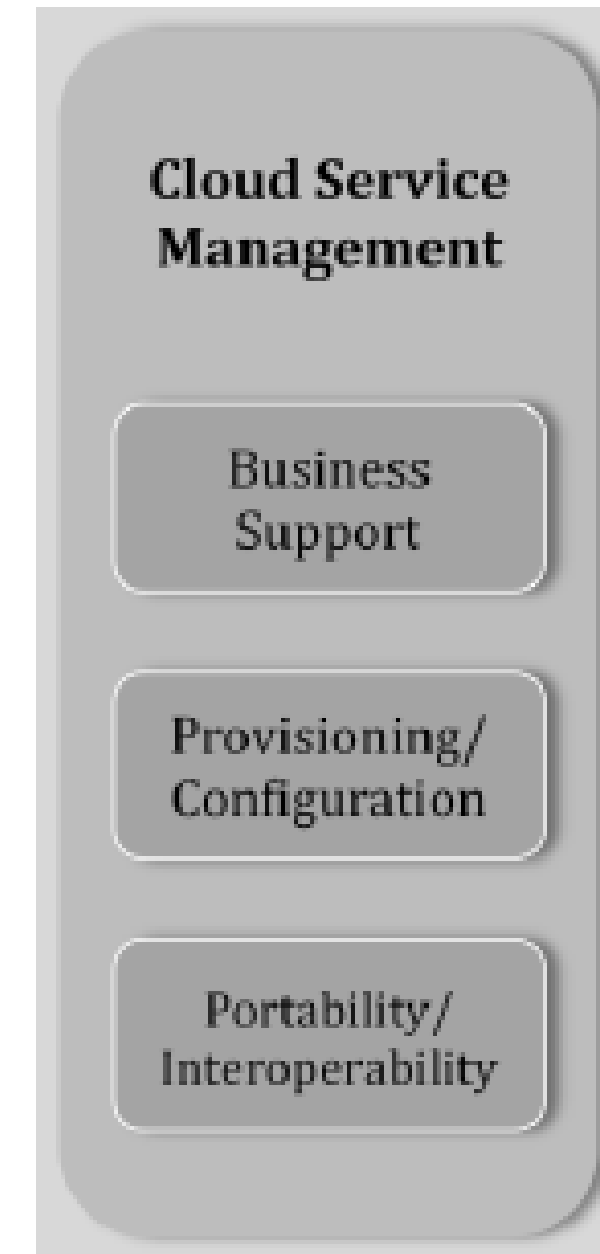 Cloud Service
Management
Business
Support
Provisioning/
Configuration
Portability/
Interoperability